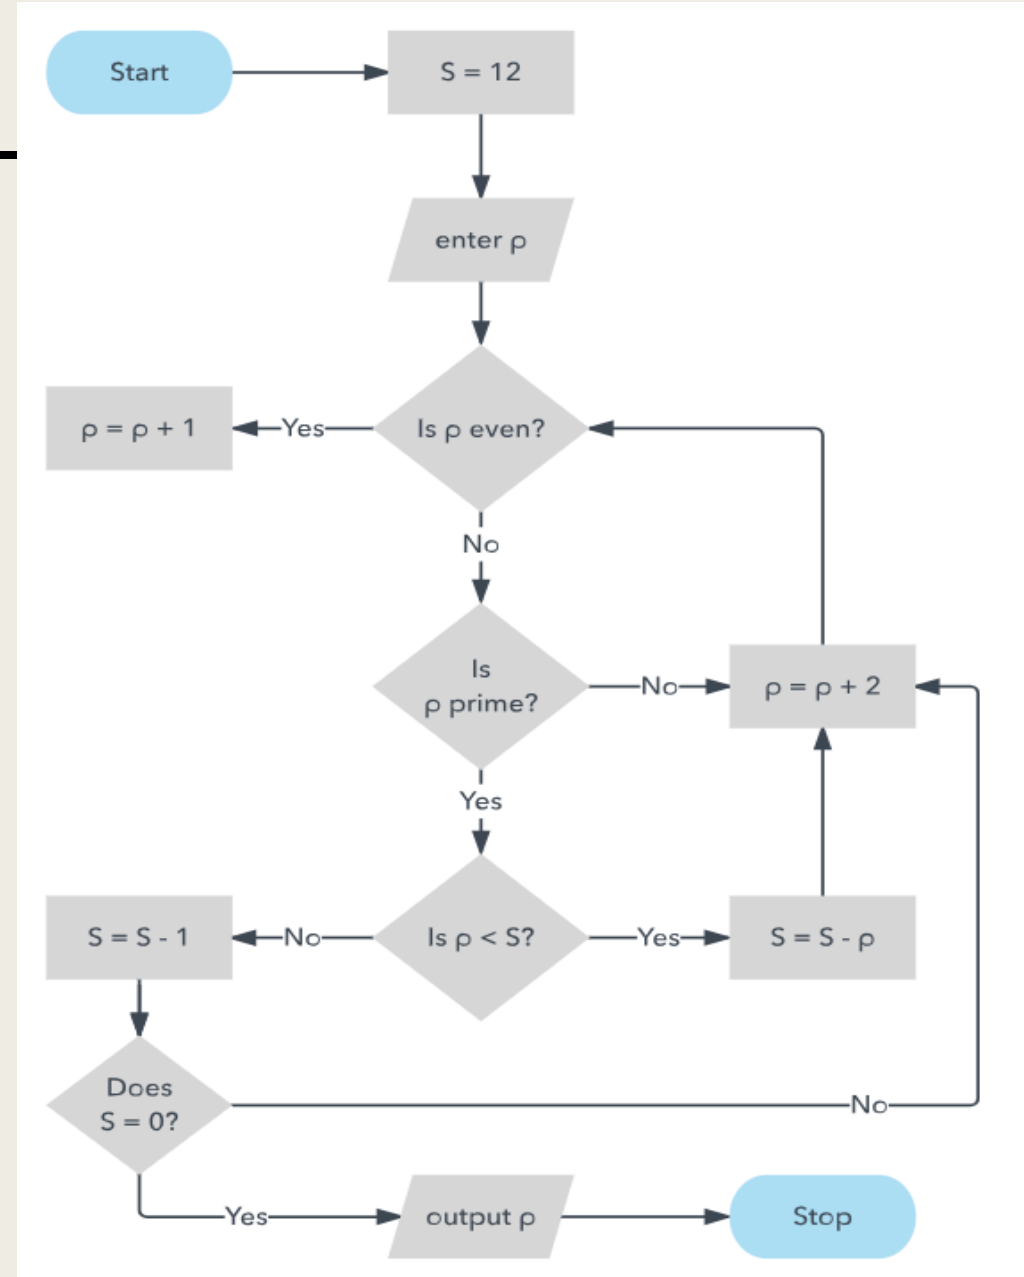 Start
S = 12
enter ρ
Is ρ even?
Yes
ρ = ρ + 1
No
Is
ρ prime?
No
ρ = ρ + 2
Yes
Is ρ < S?
No
S = S - 1
Yes
S = S - ρ
Does
S = 0?
No
Yes
output ρ
Stop